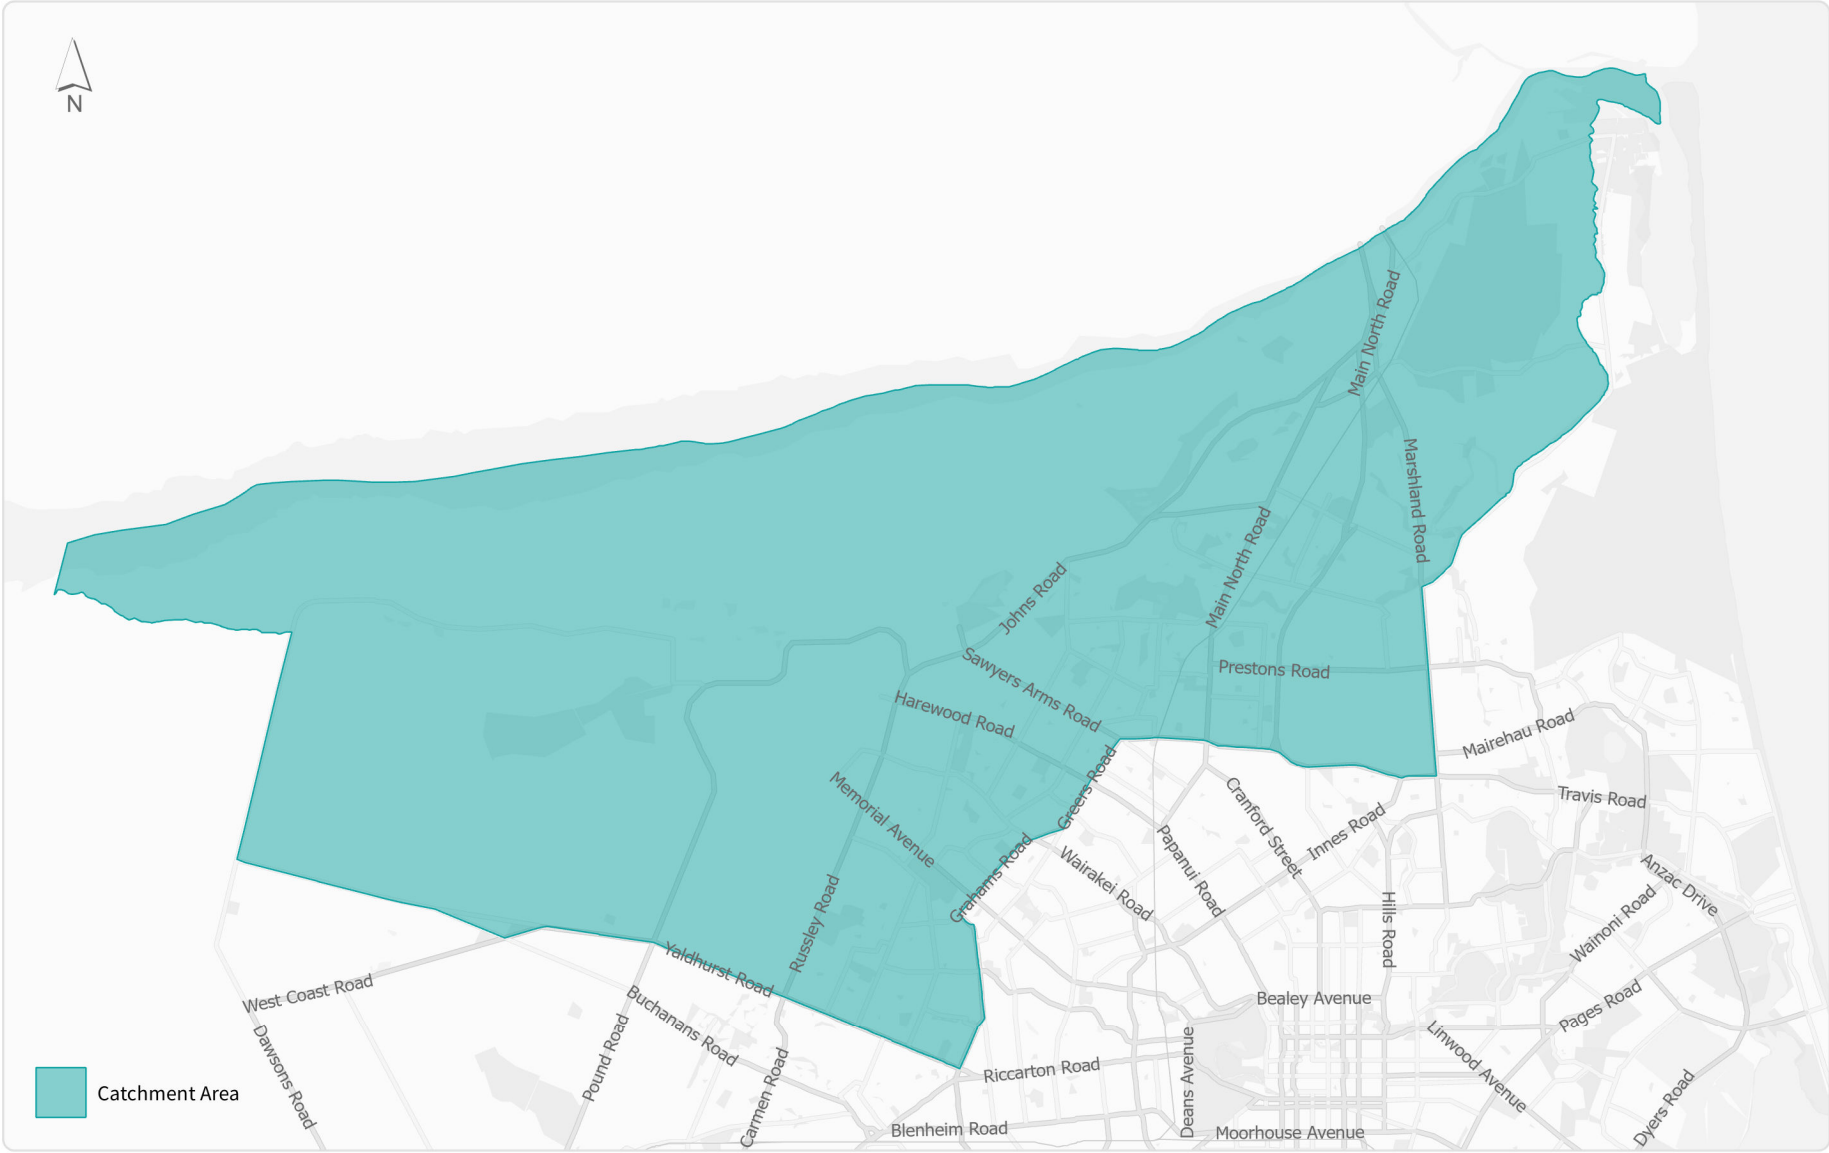 N
Main North Road
Marshland Road
Main North Road
Johns Road
Sawyers Arms Road
Prestons Road
Harewood Road
Mairehau Road
Greers Road
Memorial Avenue
Cranford Street
Travis Road
Innes Road
Papanui Road
Grahams Road
Wairakei Road
Anzac Drive
Russley Road
Wainoni Road
Hills Road
Yaldhurst Road
West Coast Road
Bealey Avenue
Pages Road
Buchanans Road
Dawsons Road
Pound Road
Linwood Avenue
Riccarton Road
Deans Avenue
Carmen Road
Catchment Area
Dyers Road
Blenheim Road
Moorhouse Avenue